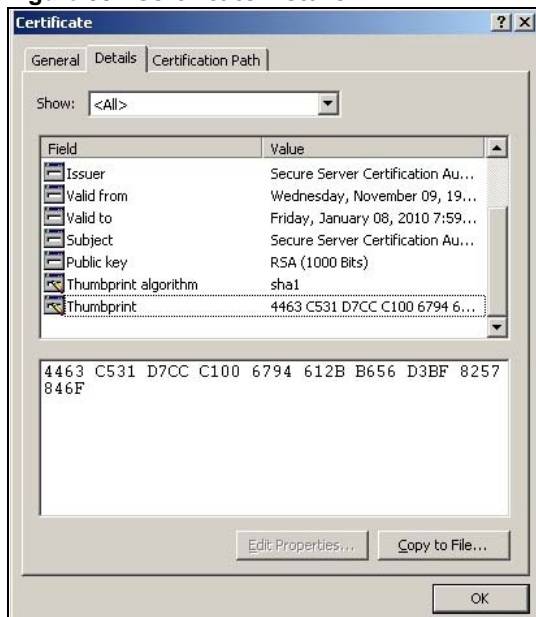 Certificate
? X
General Details Certification Path
Show: <All>
Field Value
Issuer Secure Server Certification Au...
Valid from Wednesday, November 09, 19...
Valid to Friday, January 08, 2010 7:59...
Subject Secure Server Certification Au...
Public key RSA (1000 Bits)
Thumbprint algorithm sha1
Thumbprint 4463 C531 D7CC C100 6794 6...
4463 C531 D7CC C100 6794 612B B656 D3BF 8257
846F
Edit Properties... Copy to File...
OK